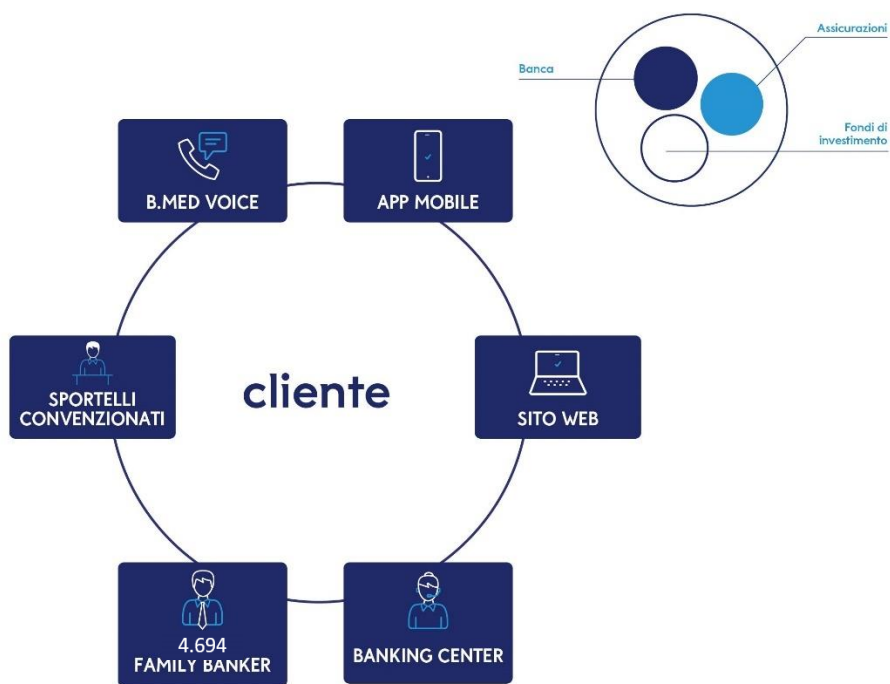 Assicurazioni
Banca
Fondi di
investimento
B.MED VOICE
APP MOBILE
SPORTELLI
CONVENZIONATI
cliente
SITO WEB
4.694
FAMILY BANKER
BANKING CENTER